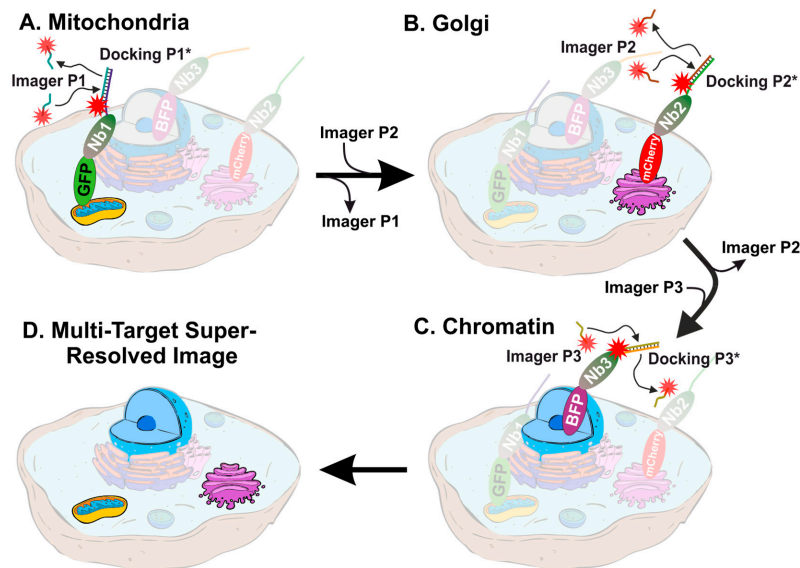 A. Mitochondria
Docking P1*
Imager P1
Nb1
GFP
Nb3
BFP
Nb2
mCherry
Imager P2
Imager P1
B. Golgi
Imager P2
Docking P2*
Nb1
GFP
Nb3
BFP
Nb2
mCherry
Imager P2
Imager P3
C. Chromatin
Imager P3
Docking P3*
Nb3
BFP
Nb1
GFP
Nb2
mCherry
D. Multi-Target Super-
Resolved Image